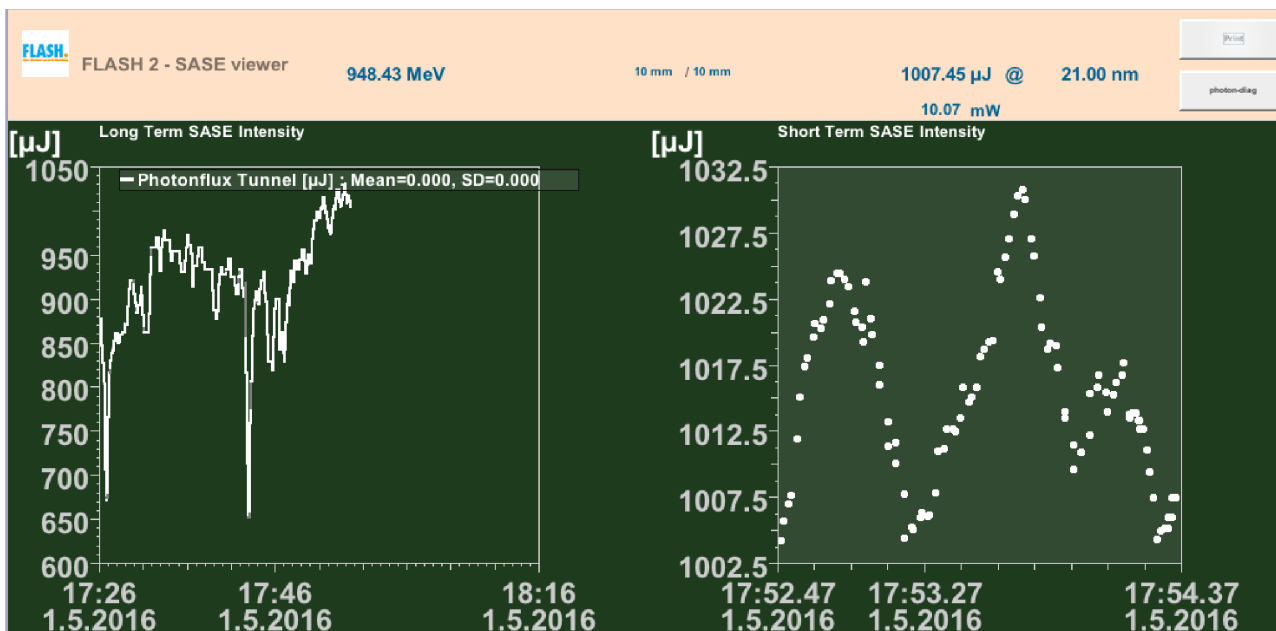 FLASH.
FLASH 2 - SASE viewer
948.43 MeV
10 mm / 10 mm
1007.45 µJ @ 21.00 nm
10.07 mW
Print
photon-diag
[µJ]
Long Term SASE Intensity
Photonflux Tunnel [µJ] : Mean=0.000, SD=0.000
1050
950
900
850
800
750
700
650
600
17:26 17:46 18:16
1.5.2016 1.5.2016 1.5.2016
[µJ]
Short Term SASE Intensity
1032.5
1027.5
1022.5
1017.5
1012.5
1007.5
1002.5
17:52.47 17:53.27 17:54.37
1.5.2016 1.5.2016 1.5.2016